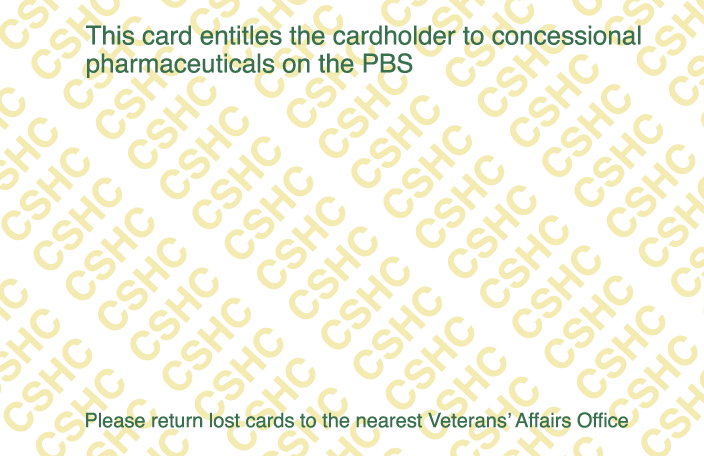 This card entitles the cardholder to concessional
pharmaceuticals on the PBS
CSHC
Please return lost cards to the nearest Veterans' Affairs Office